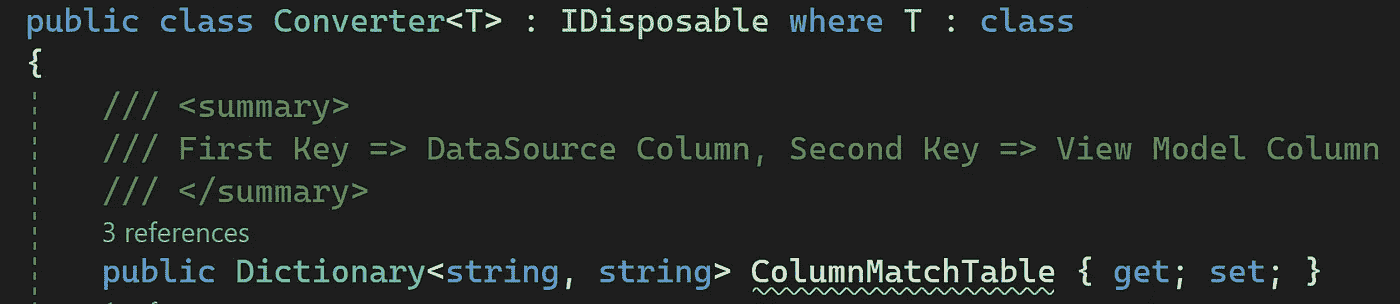 public class Converter<T> : IDisposable where T : class
{
/// <summary>
/// First Key => DataSource Column, Second Key => View Model Column
/// </summary>
3 references
public Dictionary<string, string> ColumnMatchTable { get; set; }